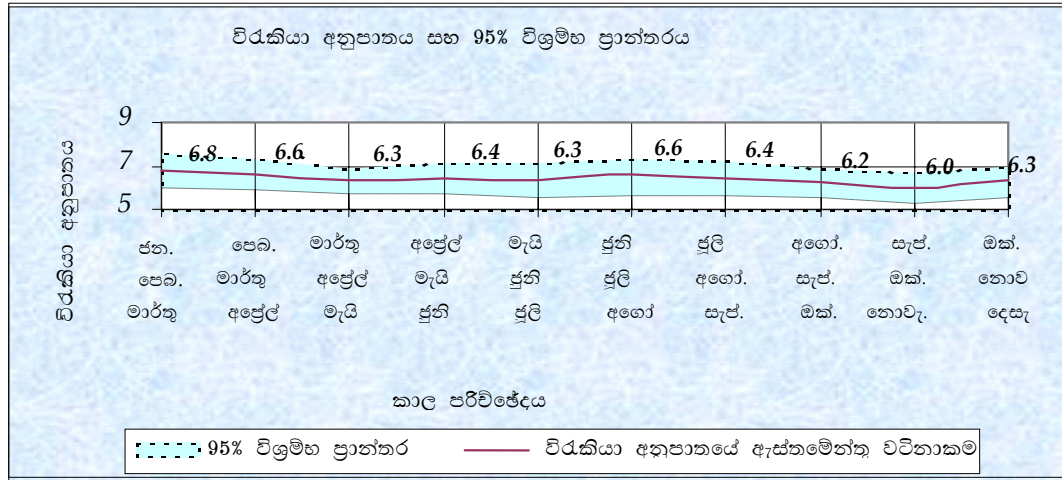 විරැකියා අනුපාතය සහ 95% විශ්‍රම්භ ප්‍රාන්තරය
9
7
5
6.8 6.6 6.3 6.4 6.3 6.6 6.4 6.2 6.0 6.3
විරැකියා අනුපාතය
ජන. පෙබ. මාර්තු අප්‍රේල් මැයි ජුනි ජූලි අගෝ. සැප්. ඔක්.
පෙබ. මාර්තු අප්‍රේල් මැයි ජුනි ජූලි අගෝ. සැප්. ඔක්. නොව
මාර්තු අප්‍රේල් මැයි ජුනි ජූලි අගෝ සැප්. ඔක්. නොවැ. දෙසැ
කාල පරිච්ඡේදය
95% විශ්‍රම්භ ප්‍රාන්තර විරැකියා අනුපාතයේ ඇස්තමේන්තු වටිනාකම